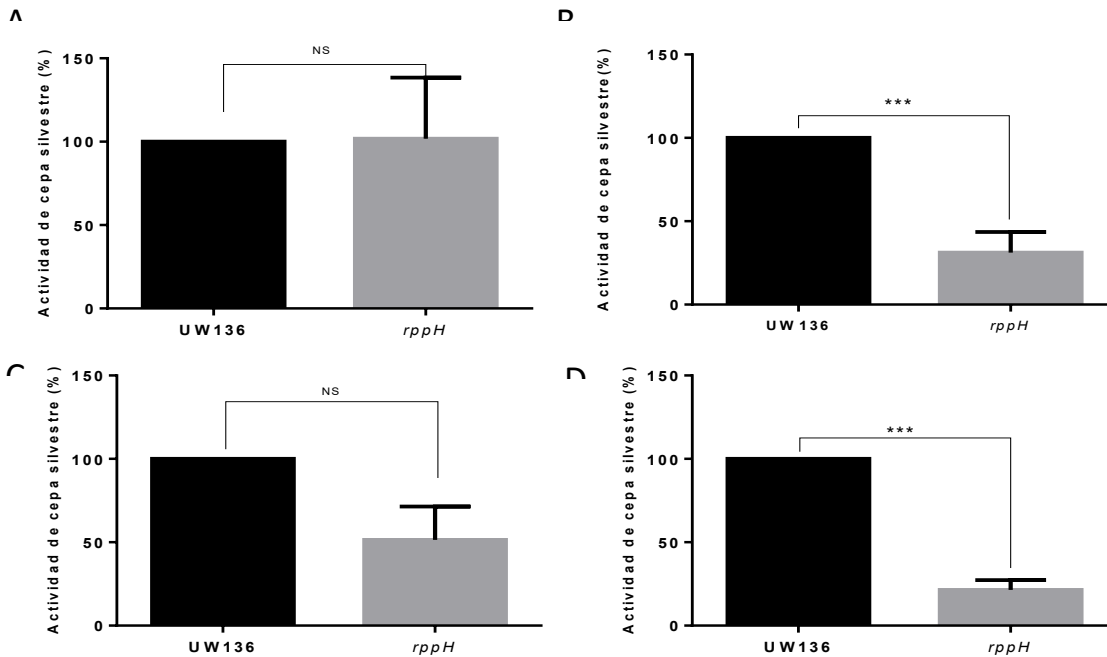 A
B
Actividad de cepa silvestre (%)
150
100
50
0
NS
UW136
rppH
Actividad de cepa silvestre(%)
150
100
50
0
***
UW136
rppH
C
D
Actividad de cepa silvestre (%)
150
100
50
0
NS
UW136
rppH
Actividad de cepa silvestre (%)
150
100
50
0
***
UW136
rppH